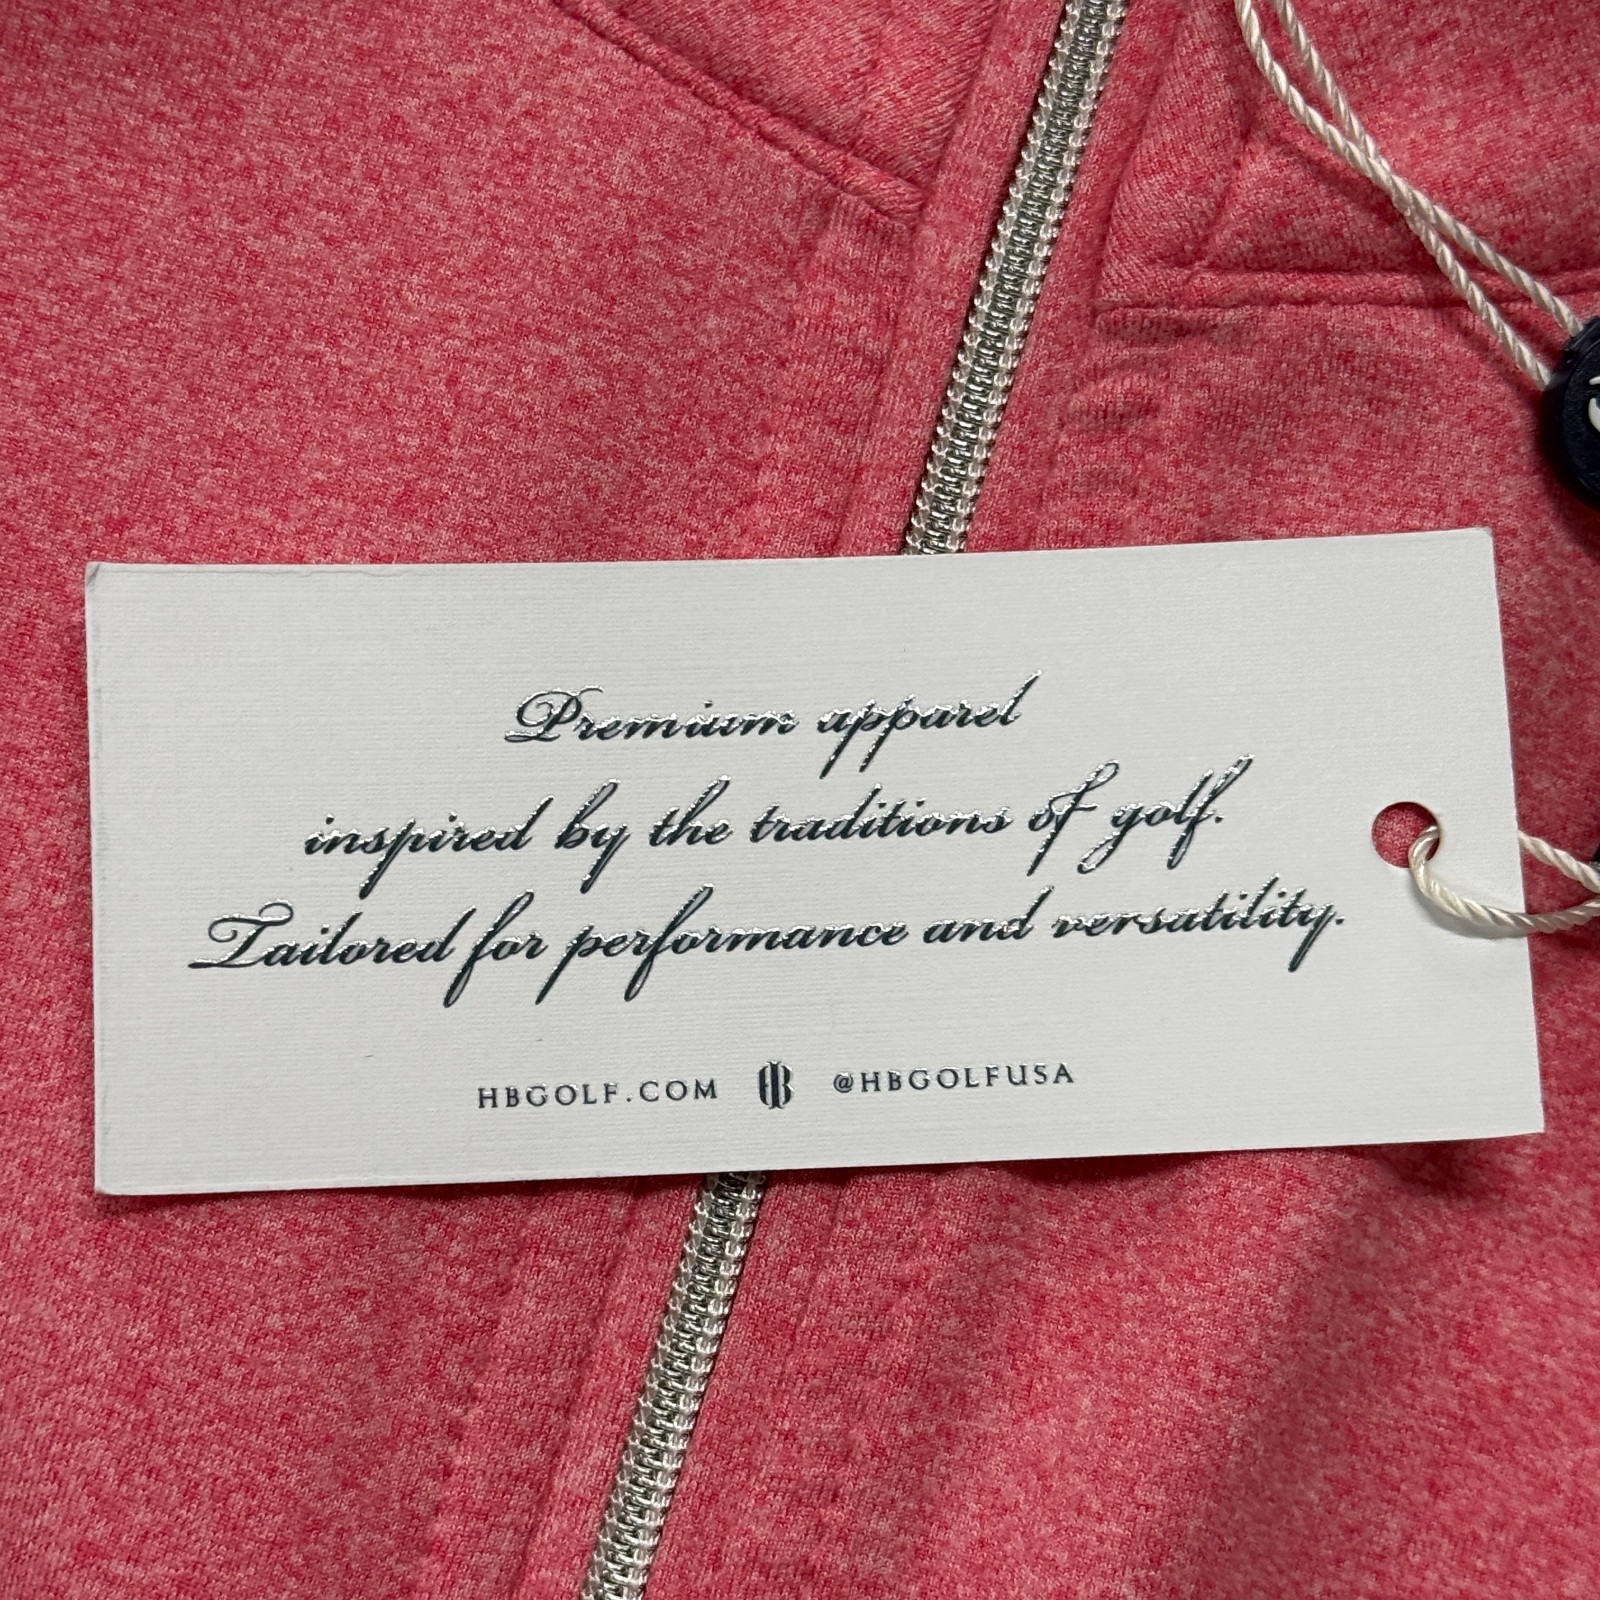 Premium apparel
inspired by the traditions of golf.
Tailored for performance and versatility.
HBGOLF.COM HB @HBGOLFUSA